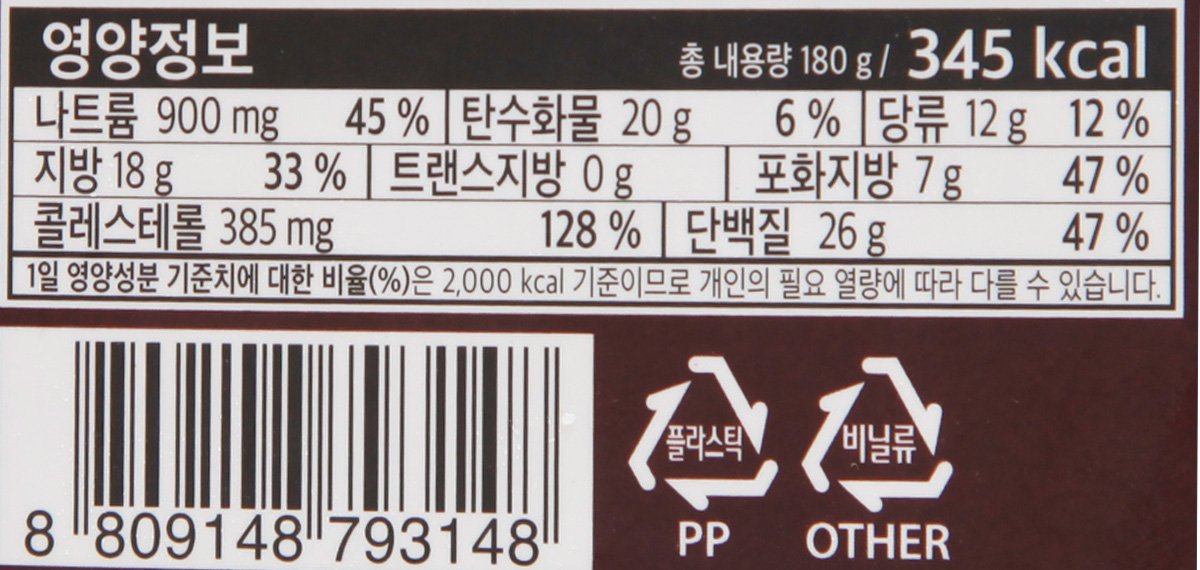 영양정보 총 내용량 180 g / 345 kcal
나트륨 900 mg 45 % 탄수화물 20 g 6 % 당류 12 g 12 %
지방 18 g 33 % 트랜스지방 0 g 포화지방 7 g 47 %
콜레스테롤 385 mg 128 % 단백질 26 g 47 %
1일 영양성분 기준치에 대한 비율(%)은 2,000 kcal 기준이므로 개인의 필요 열량에 따라 다를 수 있습니다.
플라스틱 비닐류
PP OTHER
8 809148 793148